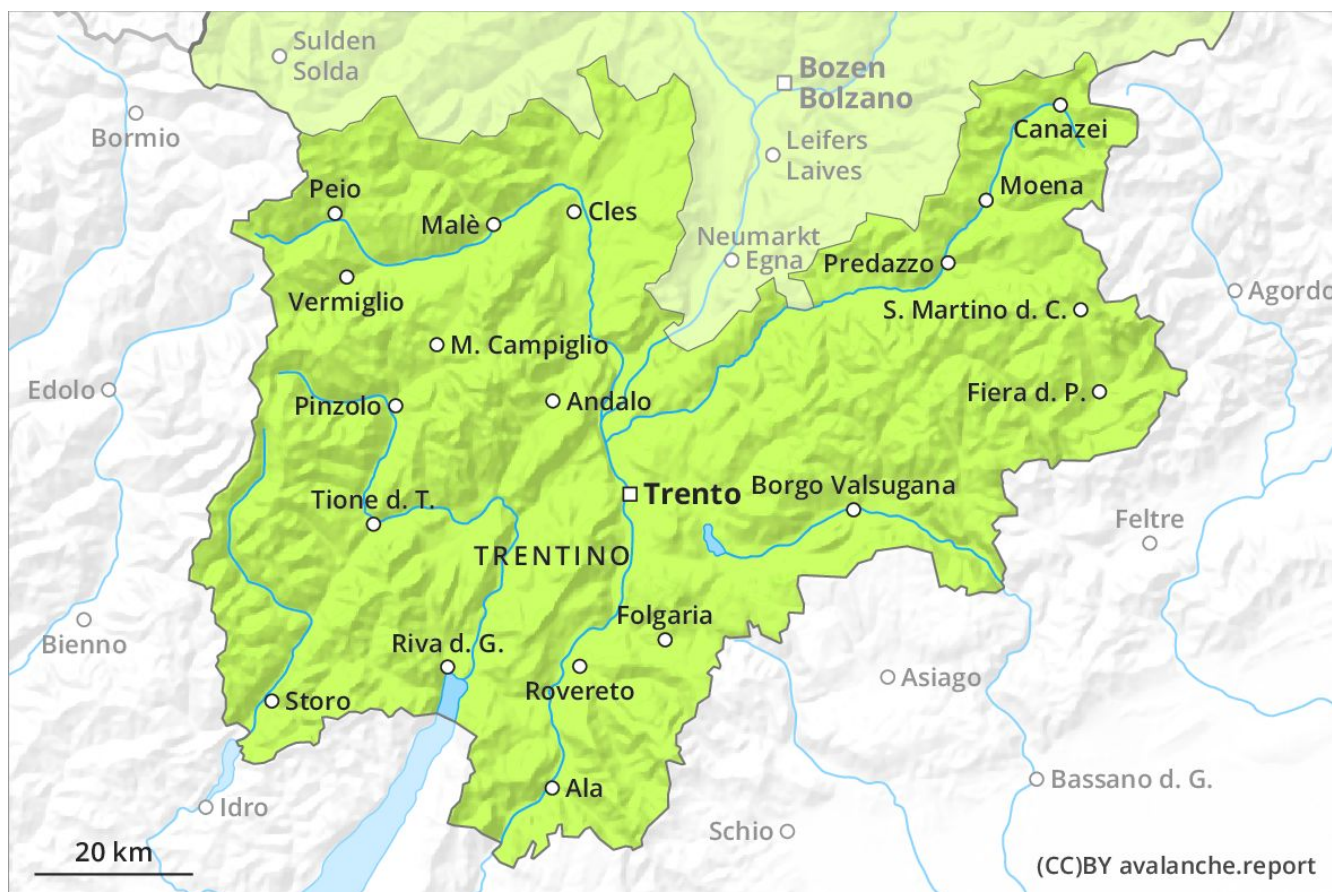 Sulden
Solda
Bozen
Bolzano
Bormio
Canazei
Leifers
Laives
Peio
Moena
Malè
Cles
Neumarkt
Egna
Predazzo
Vermiglio
S. Martino d. C.
Agordo
M. Campiglio
Edolo
Pinzolo
Andalo
Fiera d. P.
Tione d. T.
Trento
Borgo Valsugana
Feltre
TRENTINO
Bienno
Folgaria
Riva d. G.
Asiago
Storo
Rovereto
Ala
Bassano d. G.
Idro
Schio
20 km
(CC)BY avalanche.report